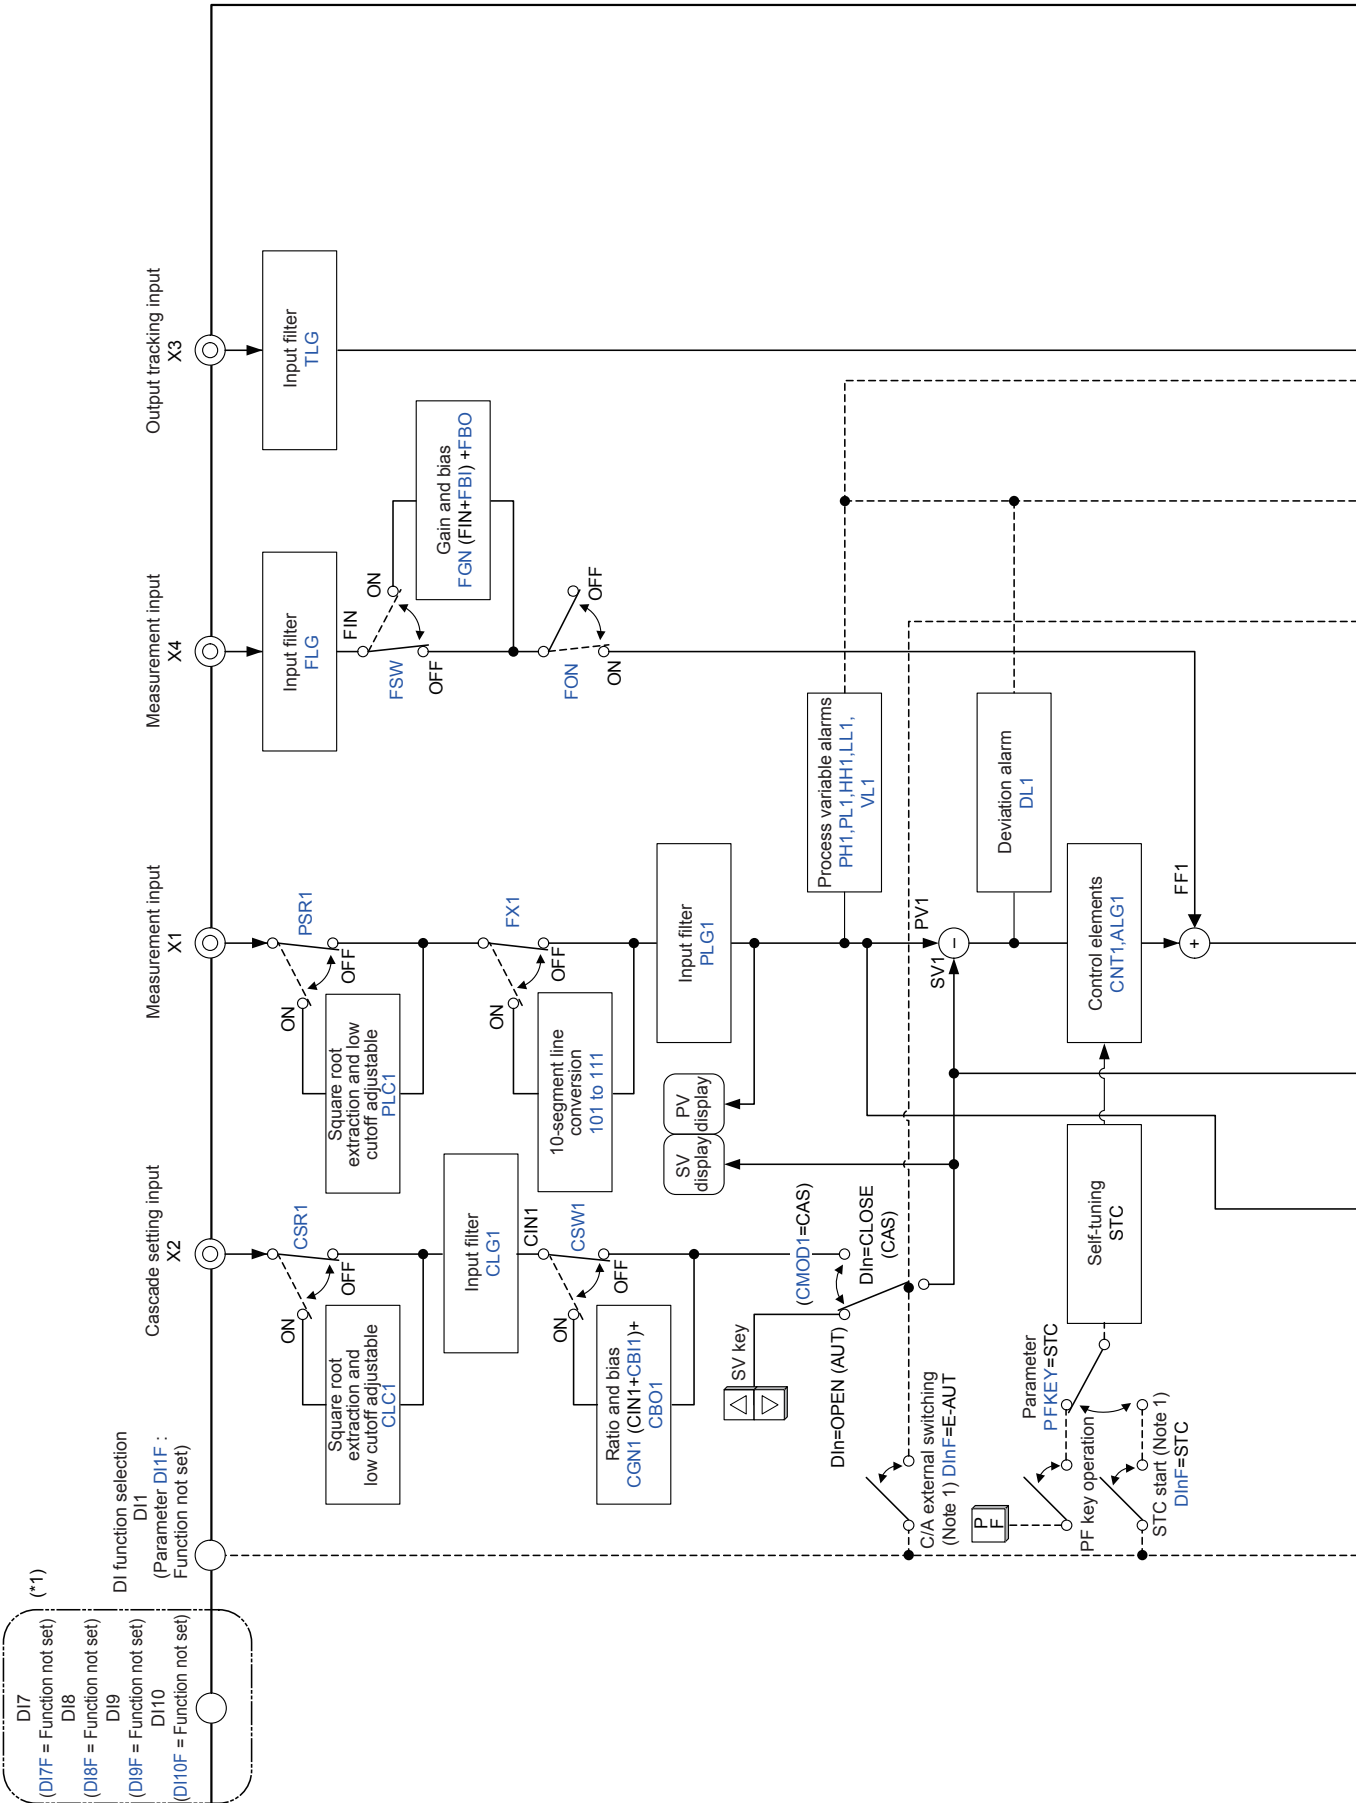 DI7
(DI7F = Function not set)
DI8
(DI8F = Function not set)
DI9
(DI9F = Function not set)
DI10
(DI10F = Function not set)
(*1)
DI function selection
DI1
(Parameter DI1F :
Function not set)
Cascade setting input
X2
Measurement input
X1
Measurement input
X4
Output tracking input
X3
CSR1
ON
OFF
Square root
extraction and
low cutoff adjustable
CLC1
Input filter
CLG1
CIN1
CSW1
ON
OFF
Ratio and bias
CGN1 (CIN1+CBI1)+
CBO1
PSR1
ON
OFF
Square root
extraction and low
cutoff adjustable
PLC1
FX1
ON
OFF
10-segment line
conversion
101 to 111
Input filter
PLG1
SV
display
PV
display
Input filter
FLG
FIN
FSW
ON
OFF
Gain and bias
FGN (FIN+FBI) +FBO
FON
OFF
ON
Input filter
TLG
SV key
(CMOD1=CAS)
DIn=OPEN (AUT)
DIn=CLOSE
(CAS)
C/A external switching
(Note 1) DInF=E-AUT
Process variable alarms
PH1,PL1,HH1,LL1,
VL1
PV1
SV1
−
Deviation alarm
DL1
Control elements
CNT1,ALG1
FF1
+
Self-tuning
STC
Parameter
PFKEY=STC
P
F
PF key operation
STC start (Note 1)
DInF=STC